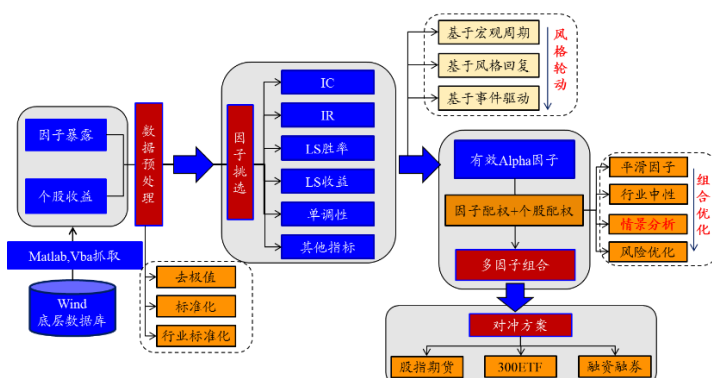 Wind
底层数据库
Matlab,Vba抓取
因子暴露
个股收益
数据预处理
去极值
标准化
行业标准化
因子挑选
IC
IR
LS胜率
LS收益
单调性
其他指标
基于宏观周期
基于风格回复
基于事件驱动
风格轮动
有效Alpha因子
因子配权+个股配权
多因子组合
平滑因子
行业中性
情景分析
风险优化
组合优化
对冲方案
股指期货
300ETF
融资融券